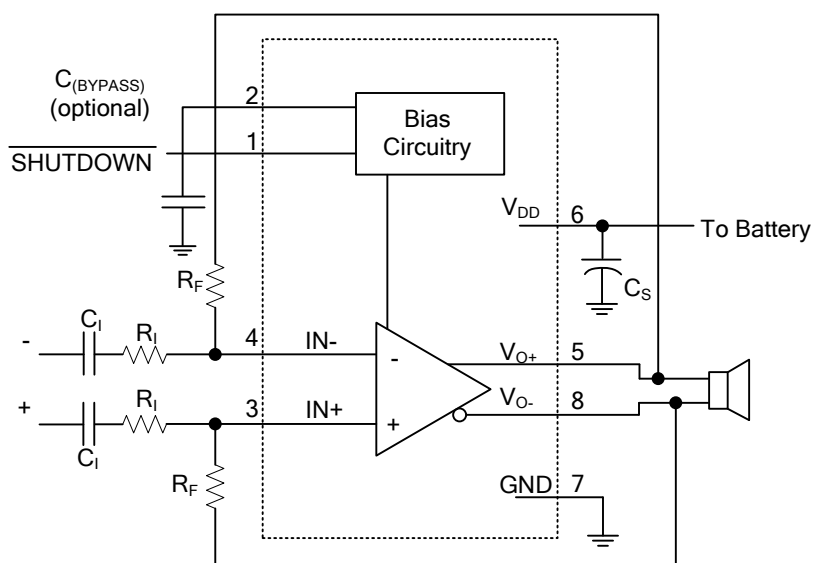 C(BYPASS)
(optional)
2
Bias
Circuitry
1
SHUTDOWN
VDD
6
To Battery
CS
RF
CI
RI
4
IN-
-
-
VO+
5
+
CI
RI
3
IN+
+
VO-
8
RF
GND
7